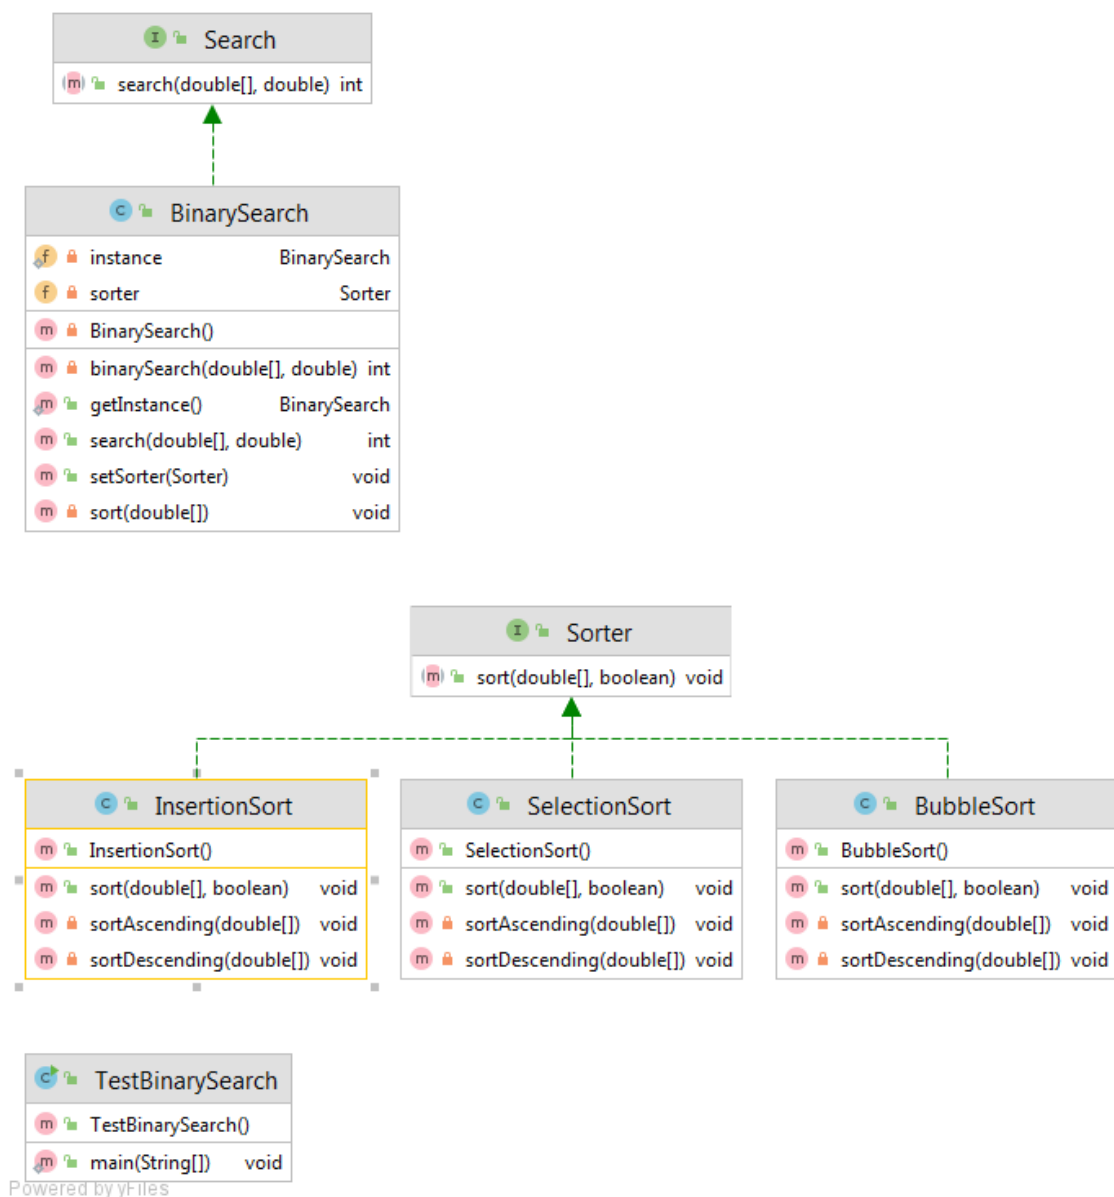 Search
search(double[], double) int
BinarySearch
instance BinarySearch
sorter Sorter
BinarySearch()
binarySearch(double[], double) int
getInstance() BinarySearch
search(double[], double) int
setSorter(Sorter) void
sort(double[]) void
Sorter
sort(double[], boolean) void
InsertionSort
InsertionSort()
sort(double[], boolean) void
sortAscending(double[]) void
sortDescending(double[]) void
SelectionSort
SelectionSort()
sort(double[], boolean) void
sortAscending(double[]) void
sortDescending(double[]) void
BubbleSort
BubbleSort()
sort(double[], boolean) void
sortAscending(double[]) void
sortDescending(double[]) void
TestBinarySearch
TestBinarySearch()
main(String[]) void
Powered by yFiles